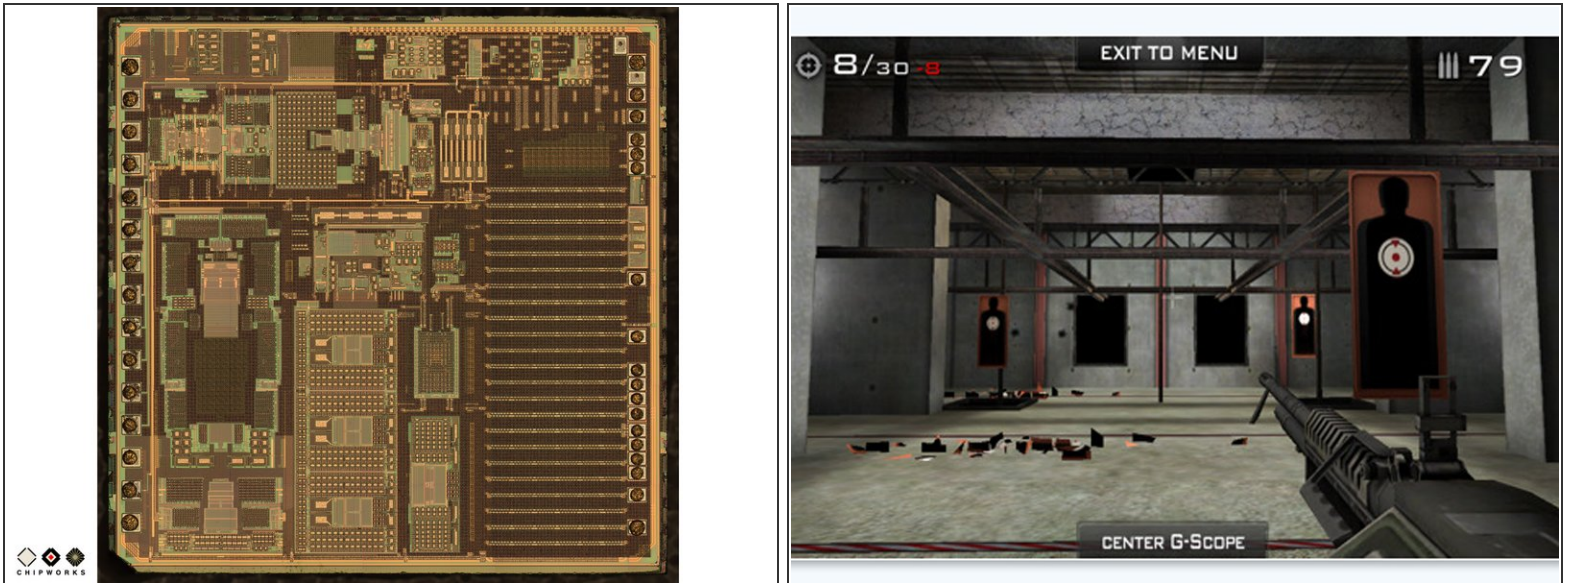 CHIPWORKS
EXIT TO MENU
8/30 -8
79
CENTER G-SCOPE